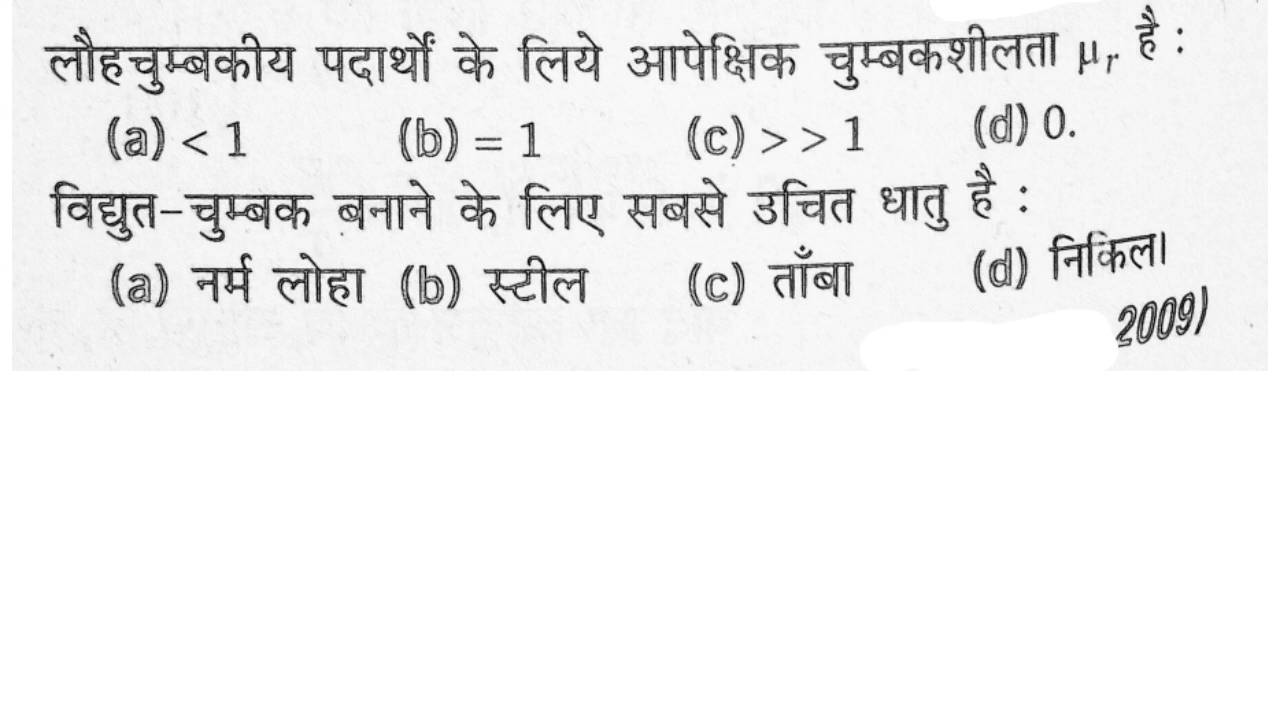 लौहचुम्बकीय पदार्थों के लिये आपेक्षिक चुम्बकशीलता μr है :
(a) < 1 (b) = 1 (c) > > 1 (d) 0.
विद्युत-चुम्बक बनाने के लिए सबसे उचित धातु है :
(a) नर्म लोहा (b) स्टील (c) ताँबा (d) निकिल।
2009)